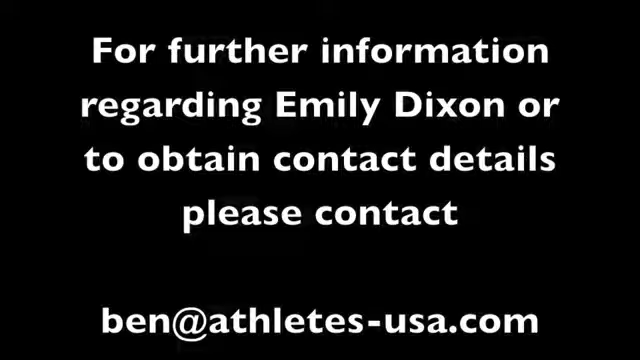 For further information
regarding Emily Dixon or
to obtain contact details
please contact
ben@athletes-usa.com